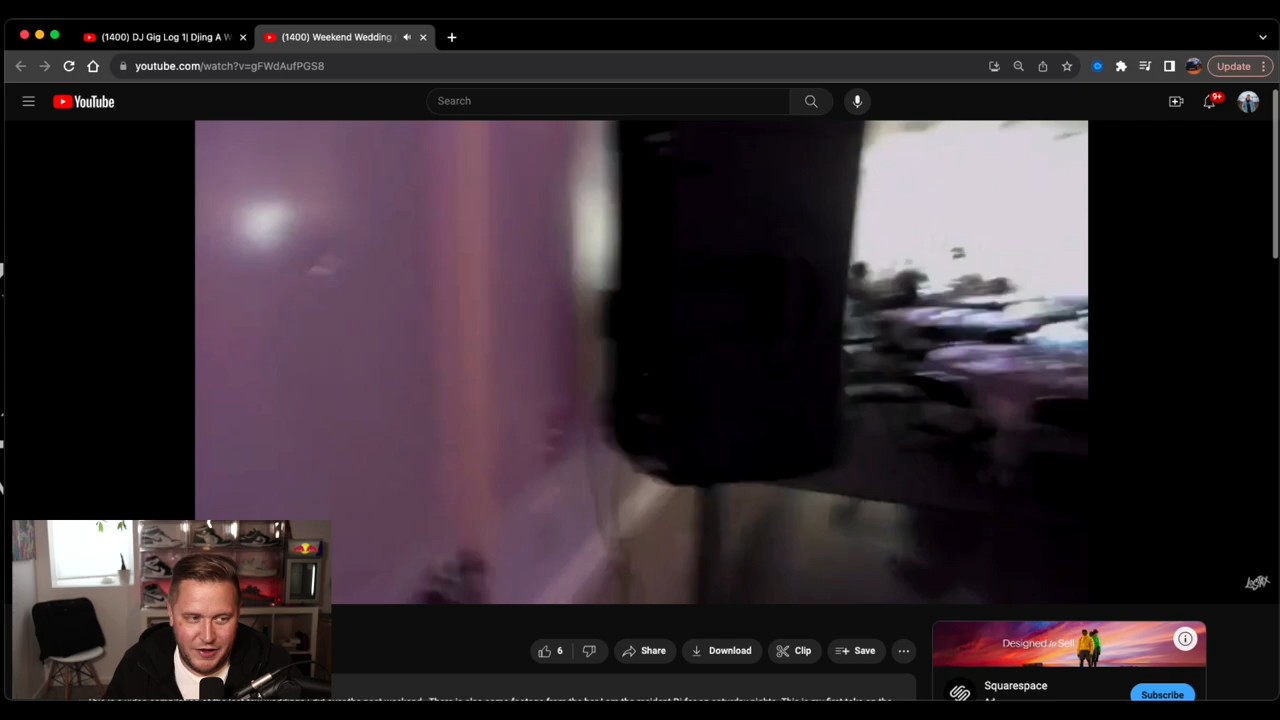 (1400) DJ Gig Log 1| Djing A W
(1400) Weekend Wedding
youtube.com/watch?v=gFWdAufPGS8
Update
YouTube
Search
9+
6
Share
Download
Clip
Save
Designed to Sell
Squarespace
Subscribe